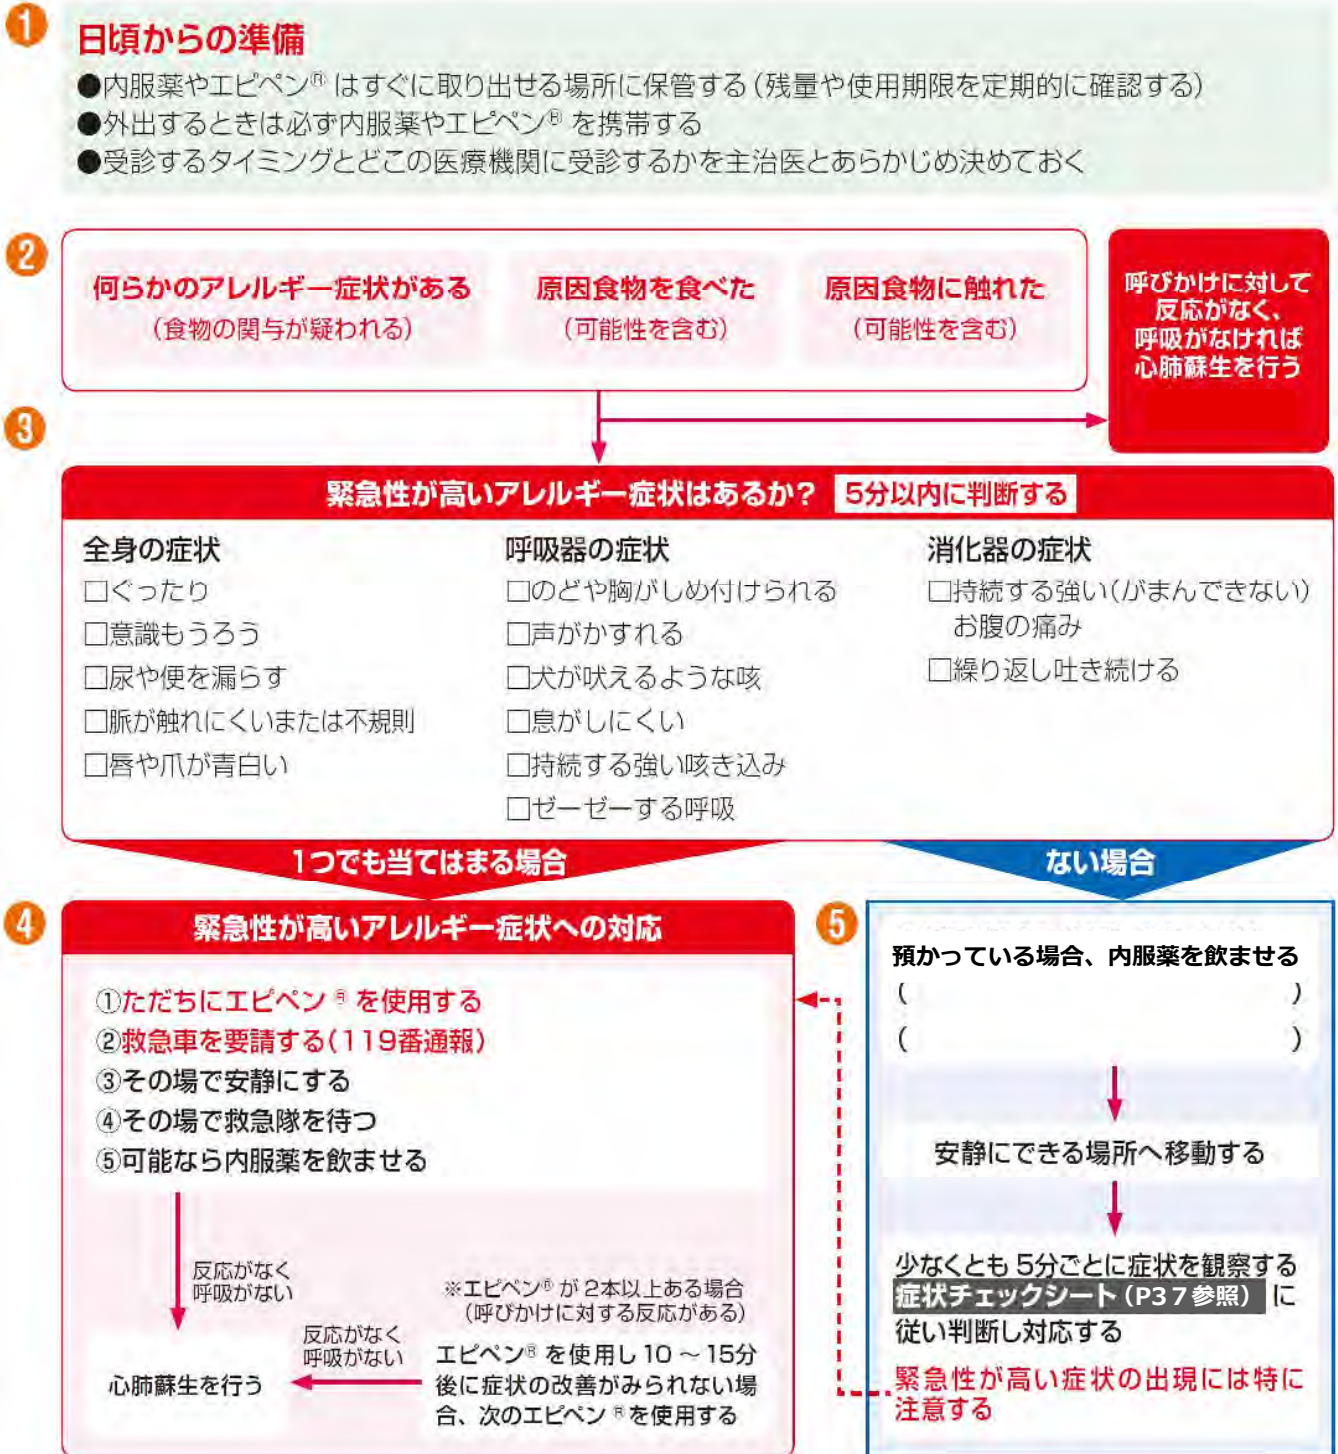 1
日頃からの準備
●内服薬やエピペン® はすぐに取り出せる場所に保管する(残量や使用期限を定期的に確認する)
●外出するときは必ず内服薬やエピペン® を携帯する
●受診するタイミングとどこの医療機関に受診するかを主治医とあらかじめ決めておく
2
何らかのアレルギー症状がある
(食物の関与が疑われる)
原因食物を食べた
(可能性を含む)
原因食物に触れた
(可能性を含む)
呼びかけに対して
反応がなく、
呼吸がなければ
心肺蘇生を行う
3
緊急性が高いアレルギー症状はあるか? 5分以内に判断する
全身の症状
□ぐったり
□意識もうろう
□尿や便を漏らす
□脈が触れにくいまたは不規則
□唇や爪が青白い
呼吸器の症状
□のどや胸がしめ付けられる
□声がかすれる
□犬が吠えるような咳
□息がしにくい
□持続する強い咳き込み
□ゼーゼーする呼吸
消化器の症状
□持続する強い(がまんできない)
お腹の痛み
□繰り返し吐き続ける
1つでも当てはまる場合
ない場合
4
緊急性が高いアレルギー症状への対応
①ただちにエピペン® を使用する
②救急車を要請する(119番通報)
③その場で安静にする
④その場で救急隊を待つ
⑤可能なら内服薬を飲ませる
反応がなく
呼吸がない
※エピペン® が2本以上ある場合
(呼びかけに対する反応がある)
反応がなく
呼吸がない
エピペン® を使用し10～15分
後に症状の改善がみられない場
合、次のエピペン®を使用する
心肺蘇生を行う
5
預かっている場合、内服薬を飲ませる
( )
( )
安静にできる場所へ移動する
少なくとも5分ごとに症状を観察する
症状チェックシート(P37参照) に
従い判断し対応する
緊急性が高い症状の出現には特に
注意する